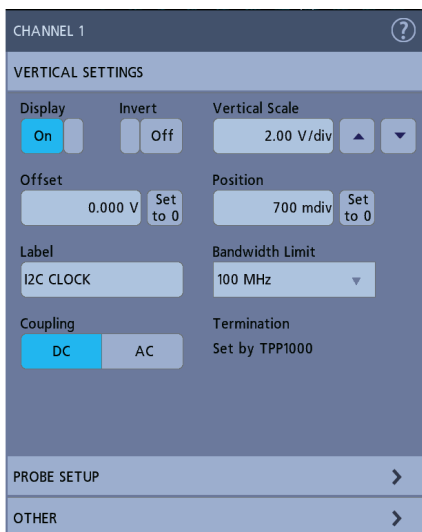 CHANNEL 1 ?
VERTICAL SETTINGS
Display Invert Vertical Scale
On Off 2.00 V/div
Offset Position
0.000 V Set to 0 700 mdiv Set to 0
Label Bandwidth Limit
I2C CLOCK 100 MHz
Coupling Termination
DC AC Set by TPP1000
PROBE SETUP
OTHER